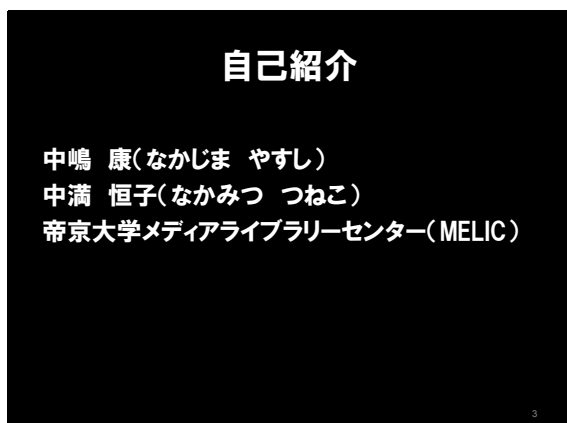 自己紹介
中嶋　康（なかじま　やすし）
中満　恒子（なかみつ　つねこ）
帝京大学メディアライブラリーセンター（MELIC）
3